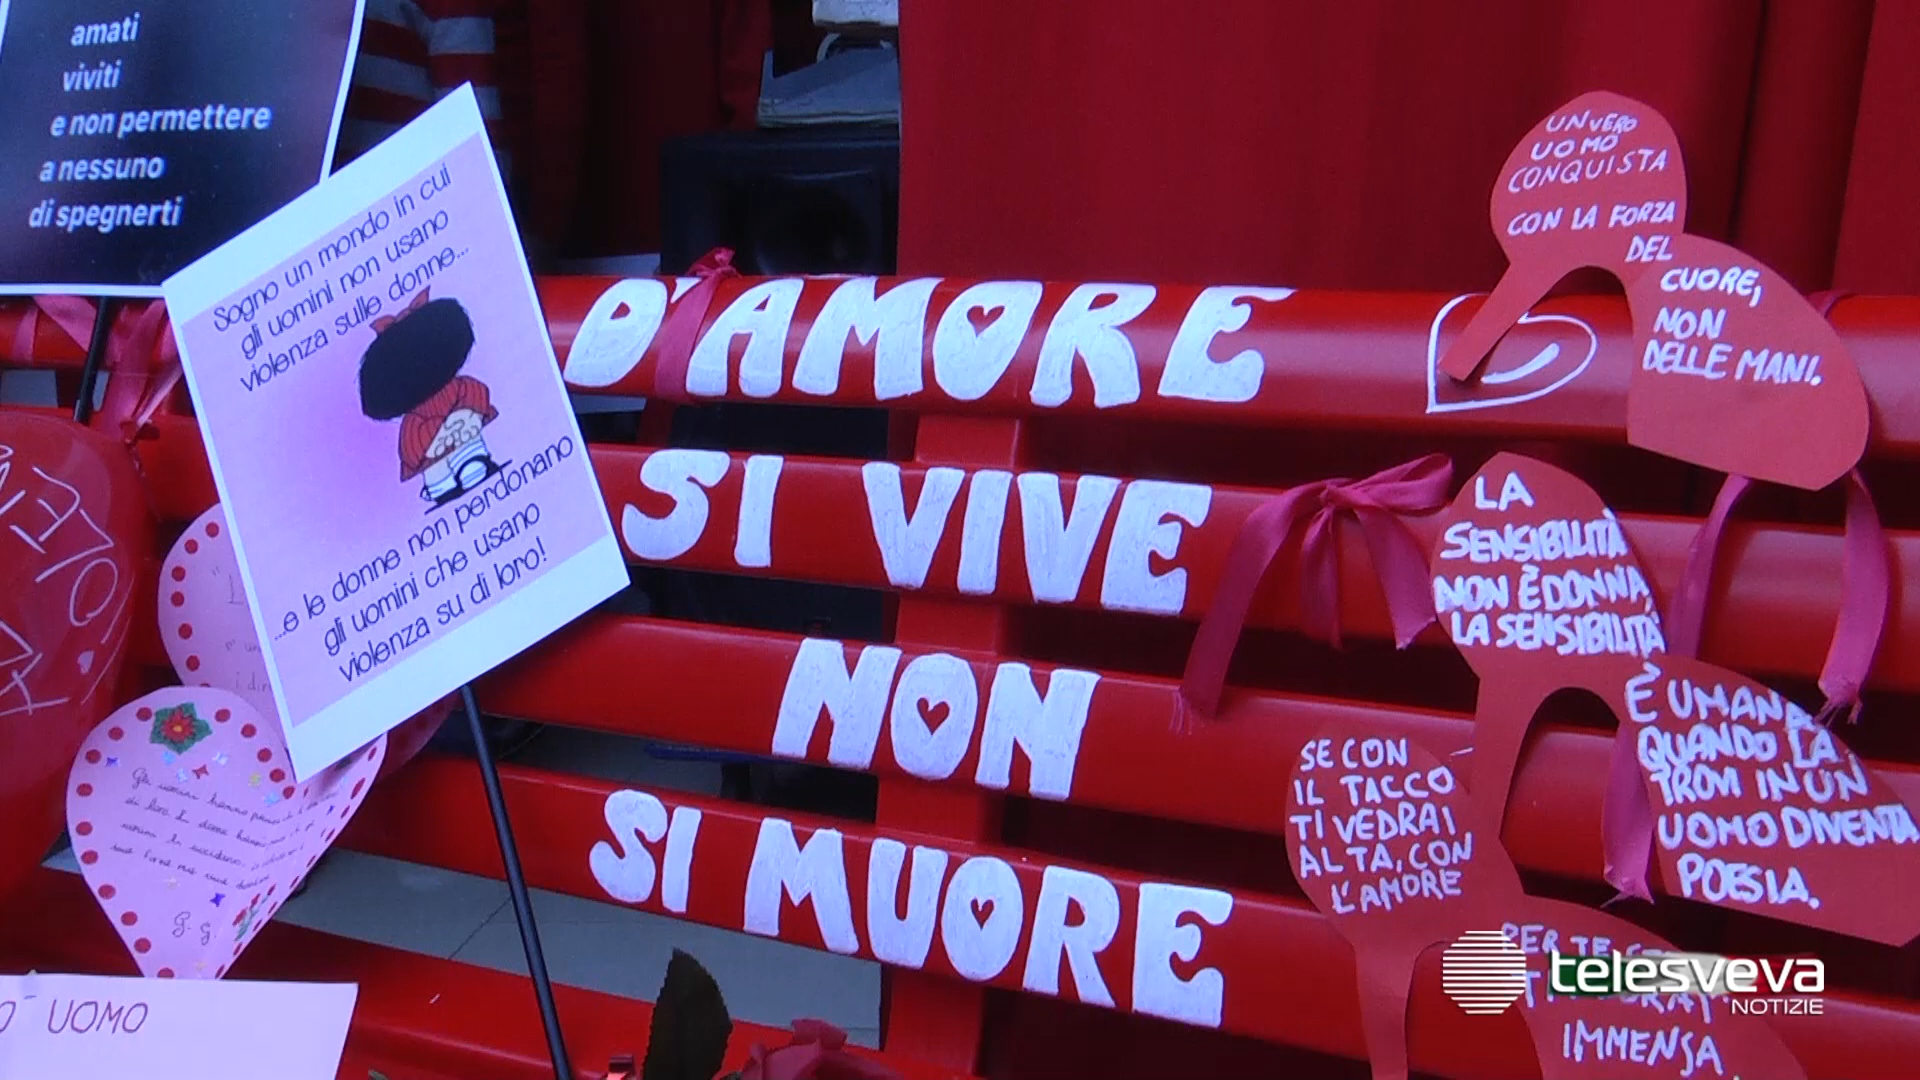 amati
viviti
e non permettere
a nessuno
di spegnerti
Sogno un mondo in cui
gli uomini non usano
violenza sulle donne...
...e le donne non perdonano
gli uomini che usano
violenza su di loro!
D'AMORE
SI VIVE
NON
SI MUORE
UN VERO
UOMO
CONQUISTA
CON LA FORZA
DEL
CUORE,
NON
DELLE MANI.
LA
SENSIBILITÀ
NON È DONNA,
LA SENSIBILITÀ
È UMANA
QUANDO LA
TROVI IN UN
UOMO DIVENTA
POESIA.
SE CON
IL TACCO
TI VEDRAI
ALTA, CON
L'AMORE
PER TE
IMMENSA
G. G.
UOMO
telesveva
NOTIZIE